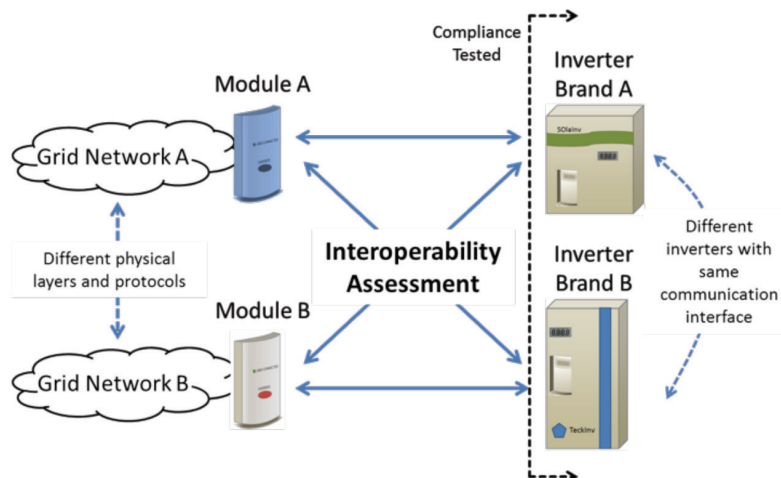 Compliance
Tested
Module A
Inverter
Brand A
SOlaInv
Grid Network A
Different physical
layers and protocols
Interoperability
Assessment
Different
inverters with
same
communication
interface
Inverter
Brand B
Module B
Grid Network B
TeckInv